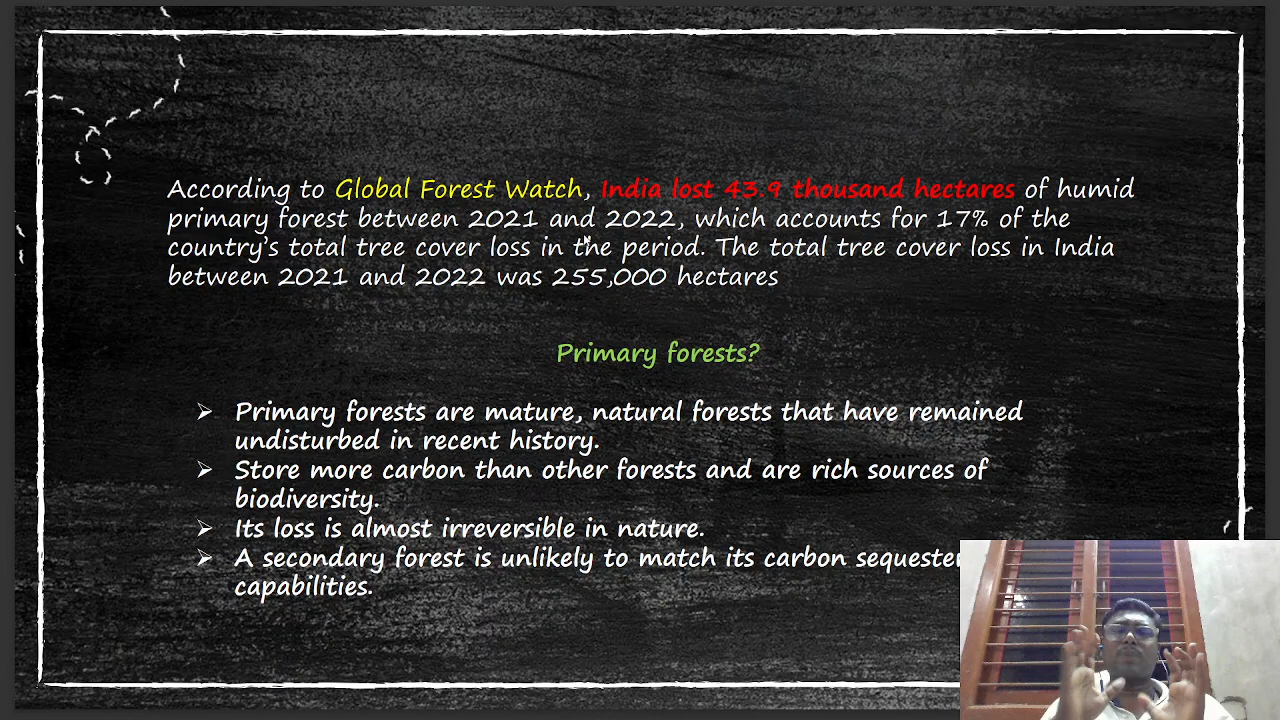 According to Global Forest Watch, India lost 43.9 thousand hectares of humid
primary forest between 2021 and 2022, which accounts for 17% of the
country's total tree cover loss in the period. The total tree cover loss in India
between 2021 and 2022 was 255,000 hectares
Primary forests?
Primary forests are mature, natural forests that have remained
undisturbed in recent history.
Store more carbon than other forests and are rich sources of
biodiversity.
Its loss is almost irreversible in nature.
A secondary forest is unlikely to match its carbon
capabilities.